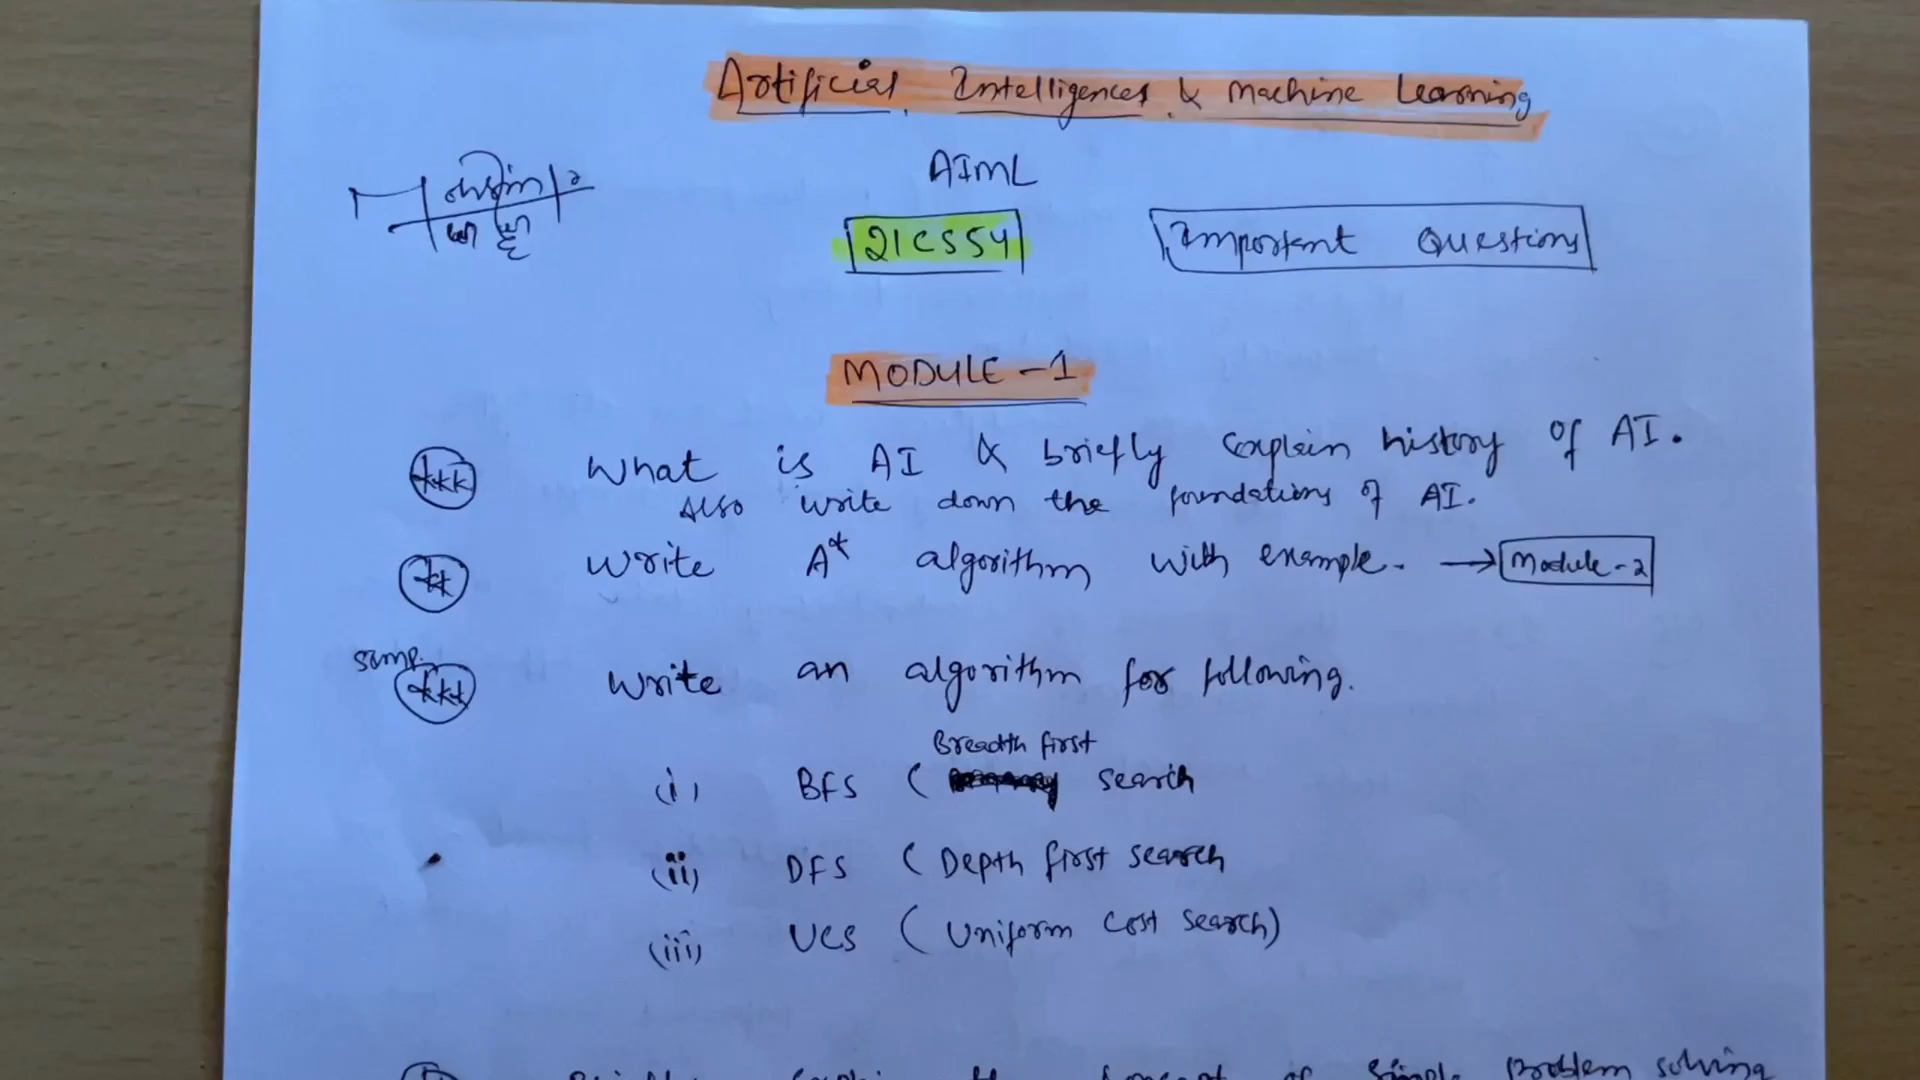 Artificial Intelligences & Machine Learning
AIML
21CS54
Important Questions
MODULE - 1
*** What is AI & briefly explain history of AI.
Also write down the foundations of AI.
** Write A* algorithm with example. → Module - 2
*** Write an algorithm for following.
Breadth first
(i) BFS ( search
(ii) DFS ( Depth first search
(iii) UCS ( Uniform cost search)
problem solving